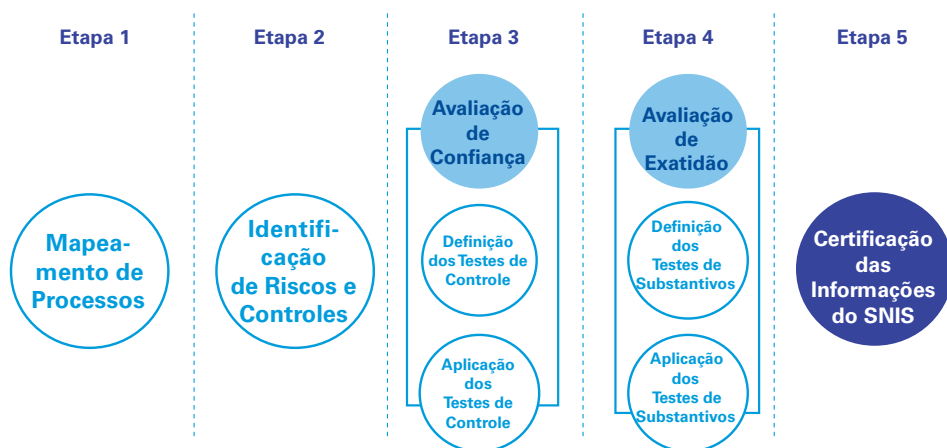 Etapa 1
Etapa 2
Etapa 3
Etapa 4
Etapa 5
Mapea-
mento de
Processos
Identifi-
cação
de Riscos e
Controles
Avaliação
de
Confiança
Definição
dos Testes de
Controle
Aplicação
dos
Testes de
Controle
Avaliação
de
Exatidão
Definição
dos
Testes de
Substantivos
Aplicação
dos
Testes de
Substantivos
Certificação
das
Informações
do SNIS